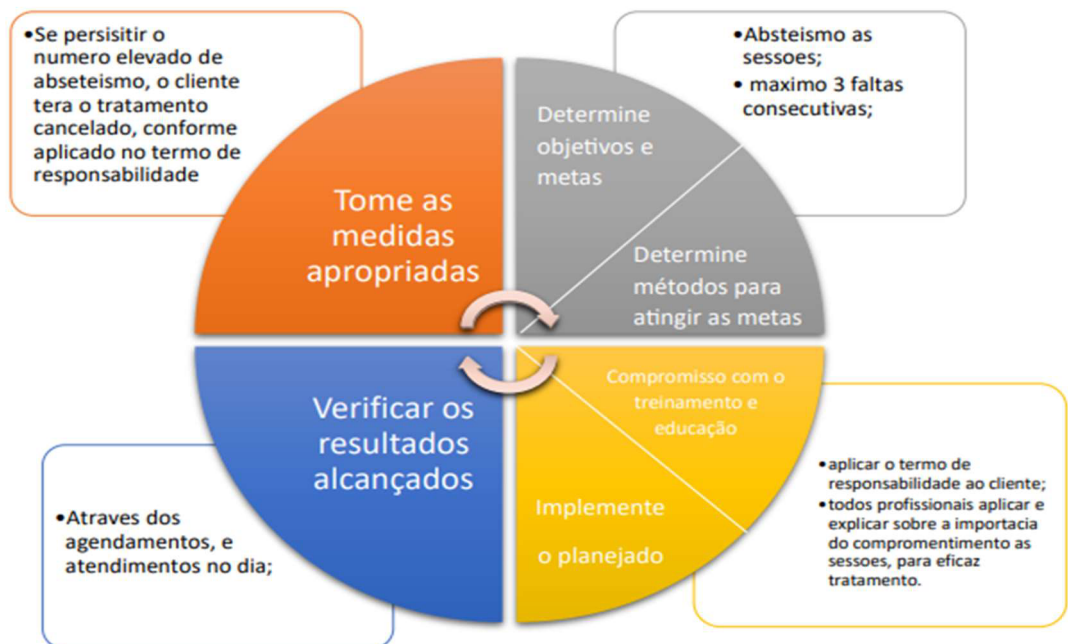 •Se persisitir o
numero elevado de
abseteismo, o cliente
tera o tratamento
cancelado, conforme
aplicado no termo de
responsabilidade
Tome as
medidas
apropriadas
Determine
objetivos e
metas
Determine
métodos para
atingir as metas
•Absteismo as
sessoes;
• maximo 3 faltas
consecutivas;
Verificar os
resultados
alcançados
•Atraves dos
agendamentos, e
atendimentos no dia;
Compromisso com o
treinamento e
educação
Implemente
o planejado
•aplicar o termo de
responsabilidade ao cliente;
•todos profissionais aplicar e
explicar sobre a importacia
do compromentimento as
sessoes, para eficaz
tratamento.